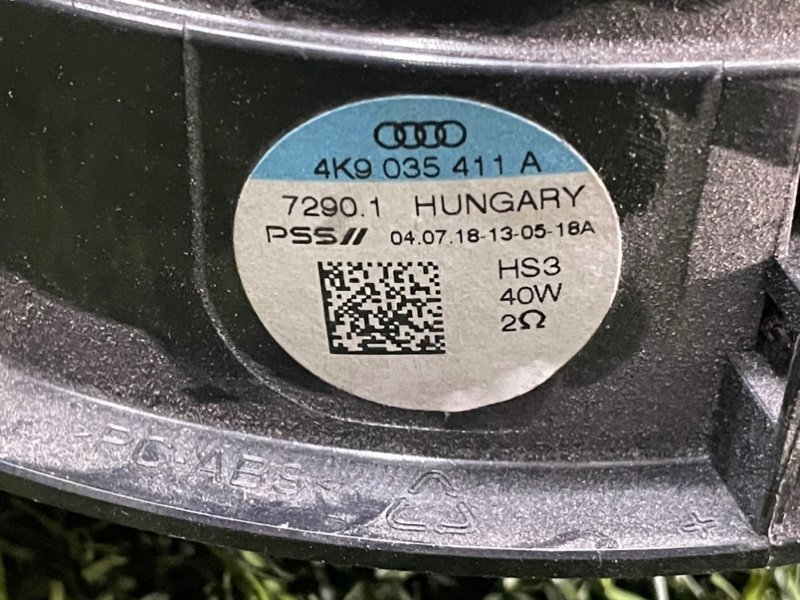 4K9 035 411 A
7290.1 HUNGARY
PSS// 04.07.18-13-05-18A
HS3
40W
2Ω
>PC-ABS<